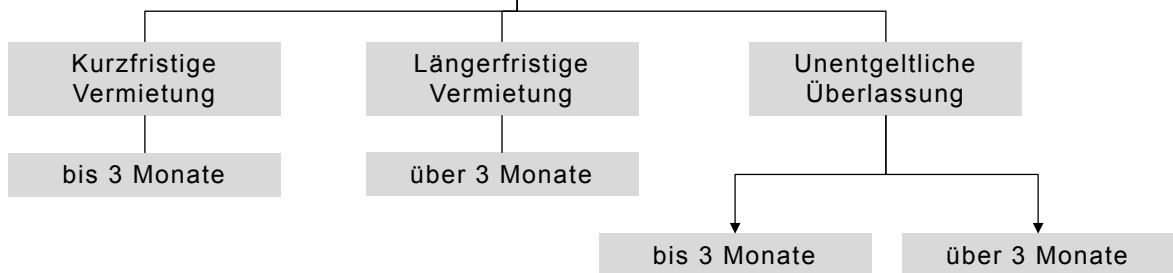 Kurzfristige
Vermietung
Längerfristige
Vermietung
Unentgeltliche
Überlassung
bis 3 Monate
über 3 Monate
bis 3 Monate
über 3 Monate